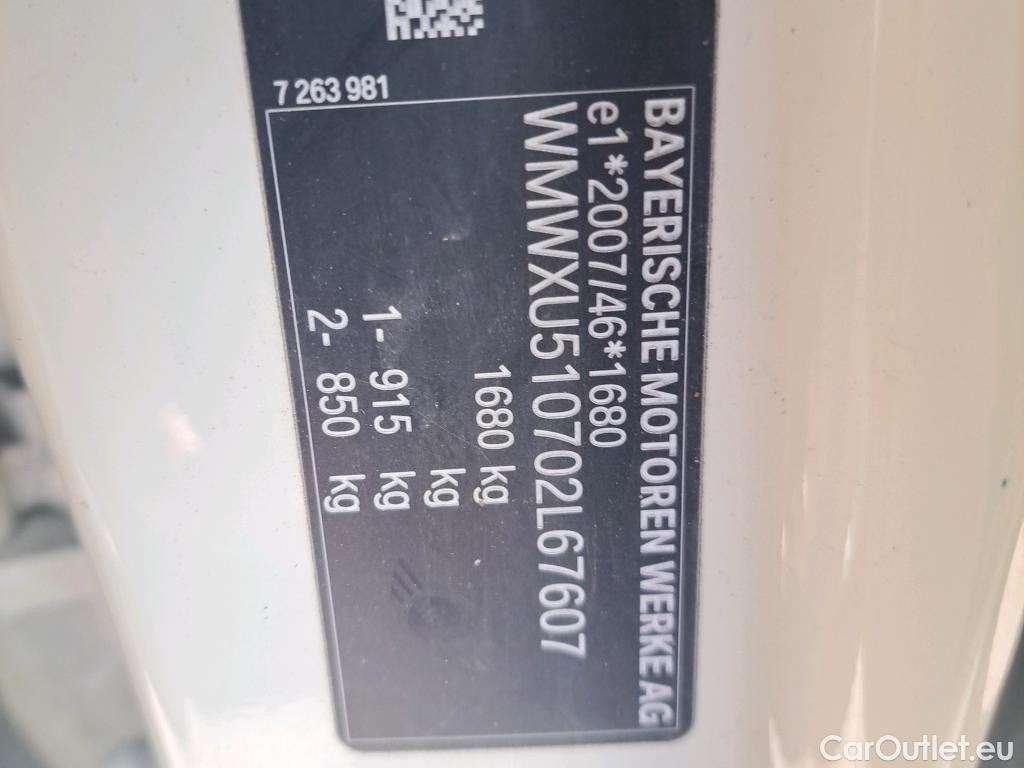 7 263 981
BAYERISCHE MOTOREN WERKE AG
e1*2007/46*1680
WMWXU510702L67607
1680 kg
kg
1- 915 kg
2- 850 kg
CarOutlet.eu